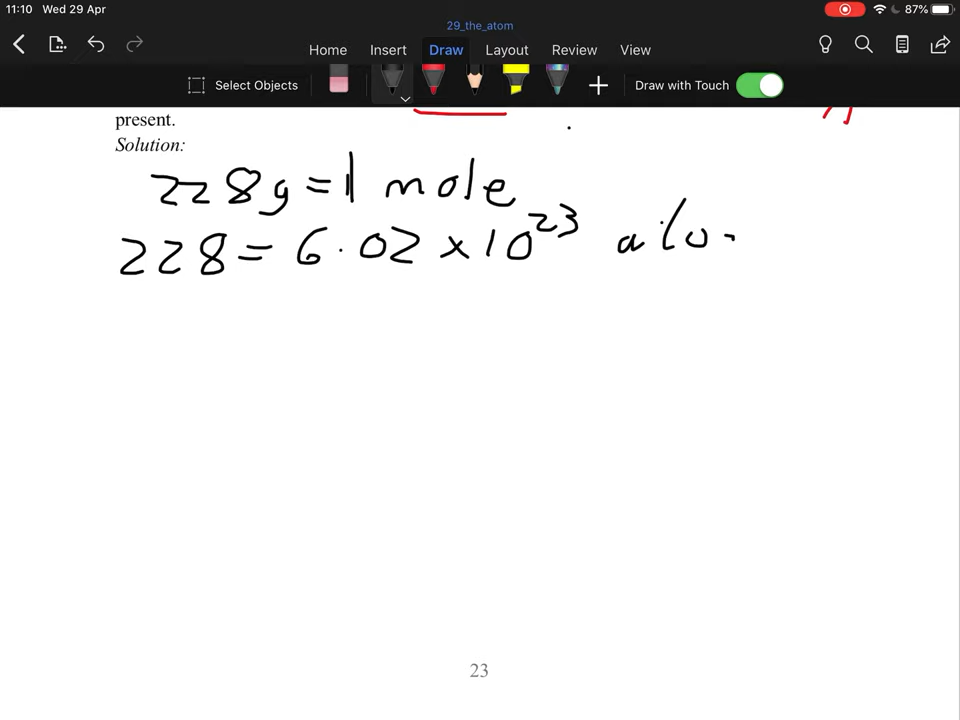 11:10 Wed 29 Apr 87%
29_the_atom
Home Insert Draw Layout Review View
Select Objects Draw with Touch
present.
Solution:
228g = 1 mole
228 = 6.02 × 10^23 ato
23